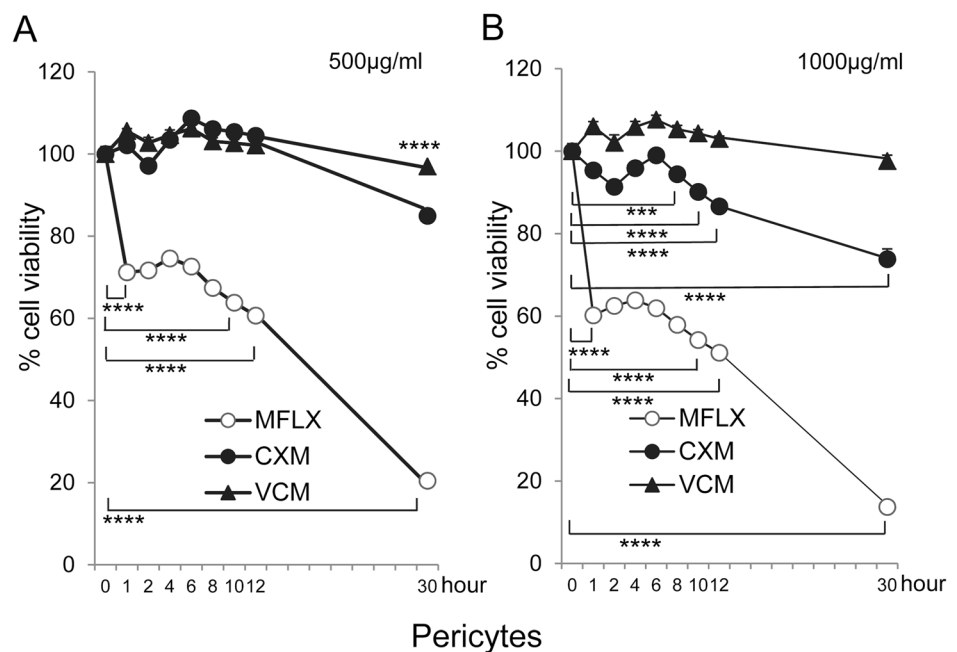 A
500µg/ml
120
100
80
60
40
20
0
% cell viability
****
****
****
****
****
MFLX
CXM
VCM
0 1 2 4 6 8 10 12 30 hour
B
1000µg/ml
120
100
80
60
40
20
0
% cell viability
***
****
****
****
****
****
****
****
MFLX
CXM
VCM
0 1 2 4 6 8 10 12 30 hour
Pericytes